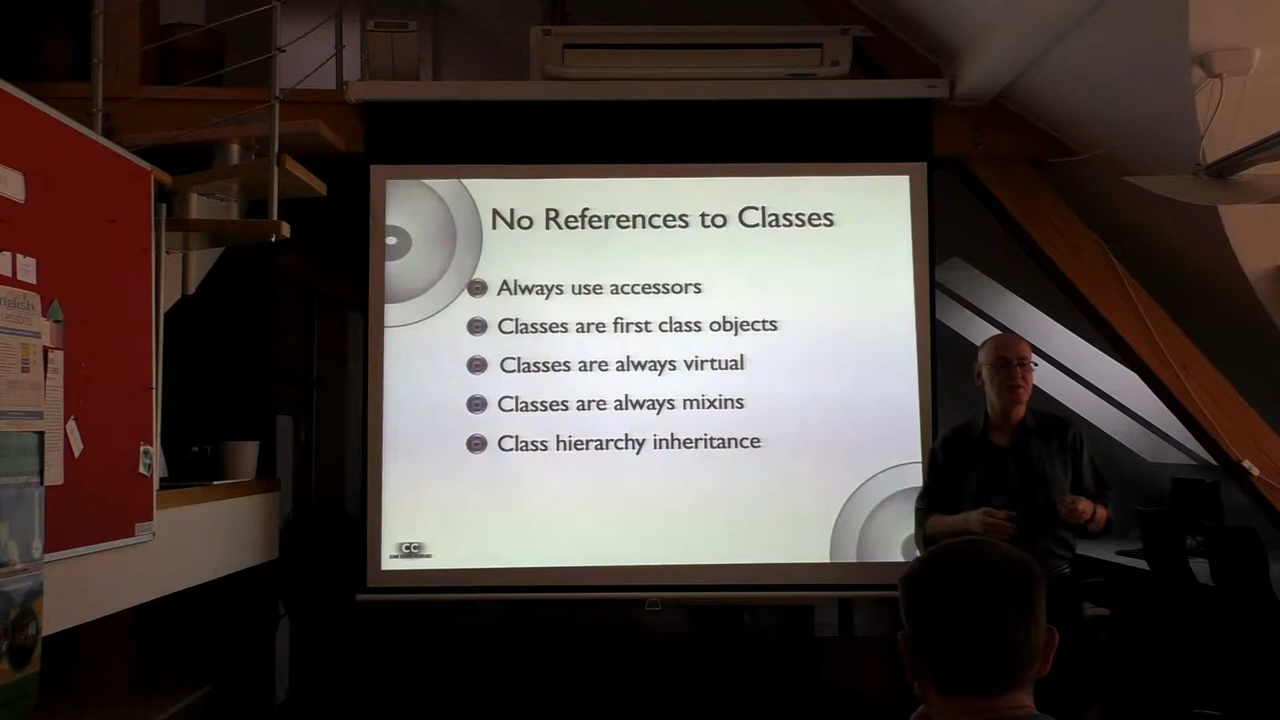 No References to Classes
Always use accessors
Classes are first class objects
Classes are always virtual
Classes are always mixins
Class hierarchy inheritance
CC